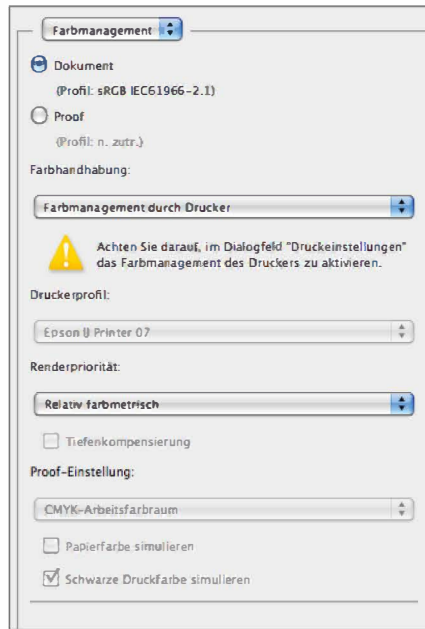 Farbmanagement
Dokument
(Profil: sRGB IEC61966-2.1)
Proof
(Profil: n. zutr.)
Farbhandhabung:
Farbmanagement durch Drucker
Achten Sie darauf, im Dialogfeld "Druckeinstellungen"
das Farbmanagement des Druckers zu aktivieren.
Druckerprofil:
Epson IJ Printer 07
Renderpriorität:
Relativ farbmetrisch
Tiefenkompensierung
Proof-Einstellung:
CMYK-Arbeitsfarbraum
Papierfarbe simulieren
Schwarze Druckfarbe simulieren